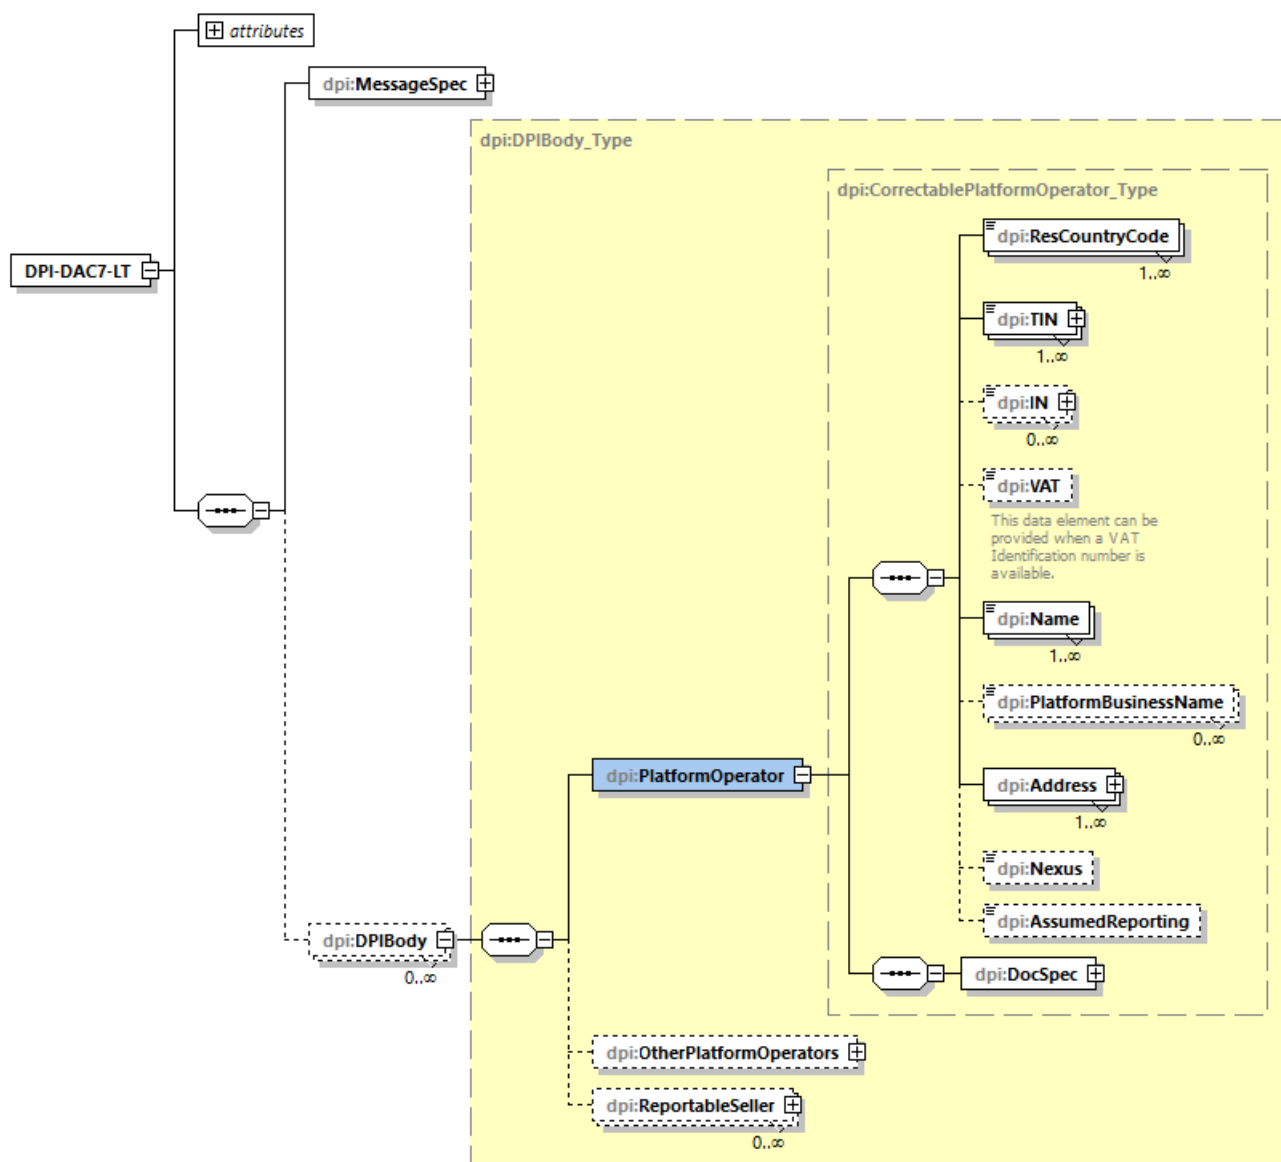 attributes
dpi:MessageSpec
dpi:DPIBody_Type
dpi:CorrectablePlatformOperator_Type
dpi:ResCountryCode
1..∞
DPI-DAC7-LT
dpi:TIN
1..∞
dpi:IN
0..∞
dpi:VAT
This data element can be
provided when a VAT
Identification number is
available.
dpi:Name
1..∞
dpi:PlatformBusinessName
0..∞
dpi:PlatformOperator
dpi:Address
1..∞
dpi:Nexus
dpi:AssumedReporting
dpi:DPIBody
0..∞
dpi:DocSpec
dpi:OtherPlatformOperators
dpi:ReportableSeller
0..∞